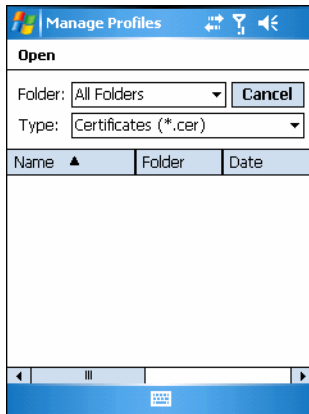 Manage Profiles
Open
Folder: All Folders Cancel
Type: Certificates (*.cer)
Name Folder Date